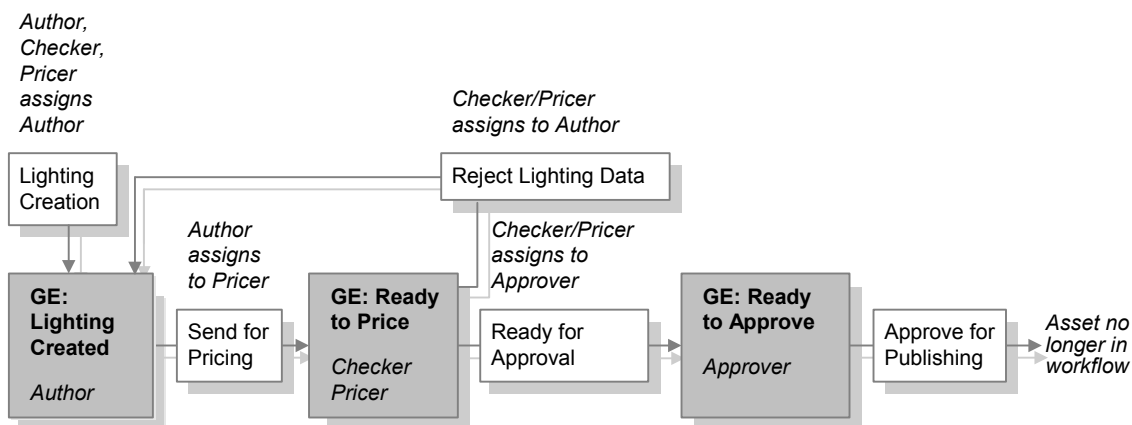 Author,
Checker,
Pricer
assigns
Author
Checker/Pricer
assigns to Author
Lighting
Creation
Reject Lighting Data
Author
assigns
to Pricer
Checker/Pricer
assigns to
Approver
GE:
Lighting
Created
Author
Send for
Pricing
GE: Ready
to Price
Checker
Pricer
Ready for
Approval
GE: Ready
to Approve
Approver
Approve for
Publishing
Asset no
longer in
workflow